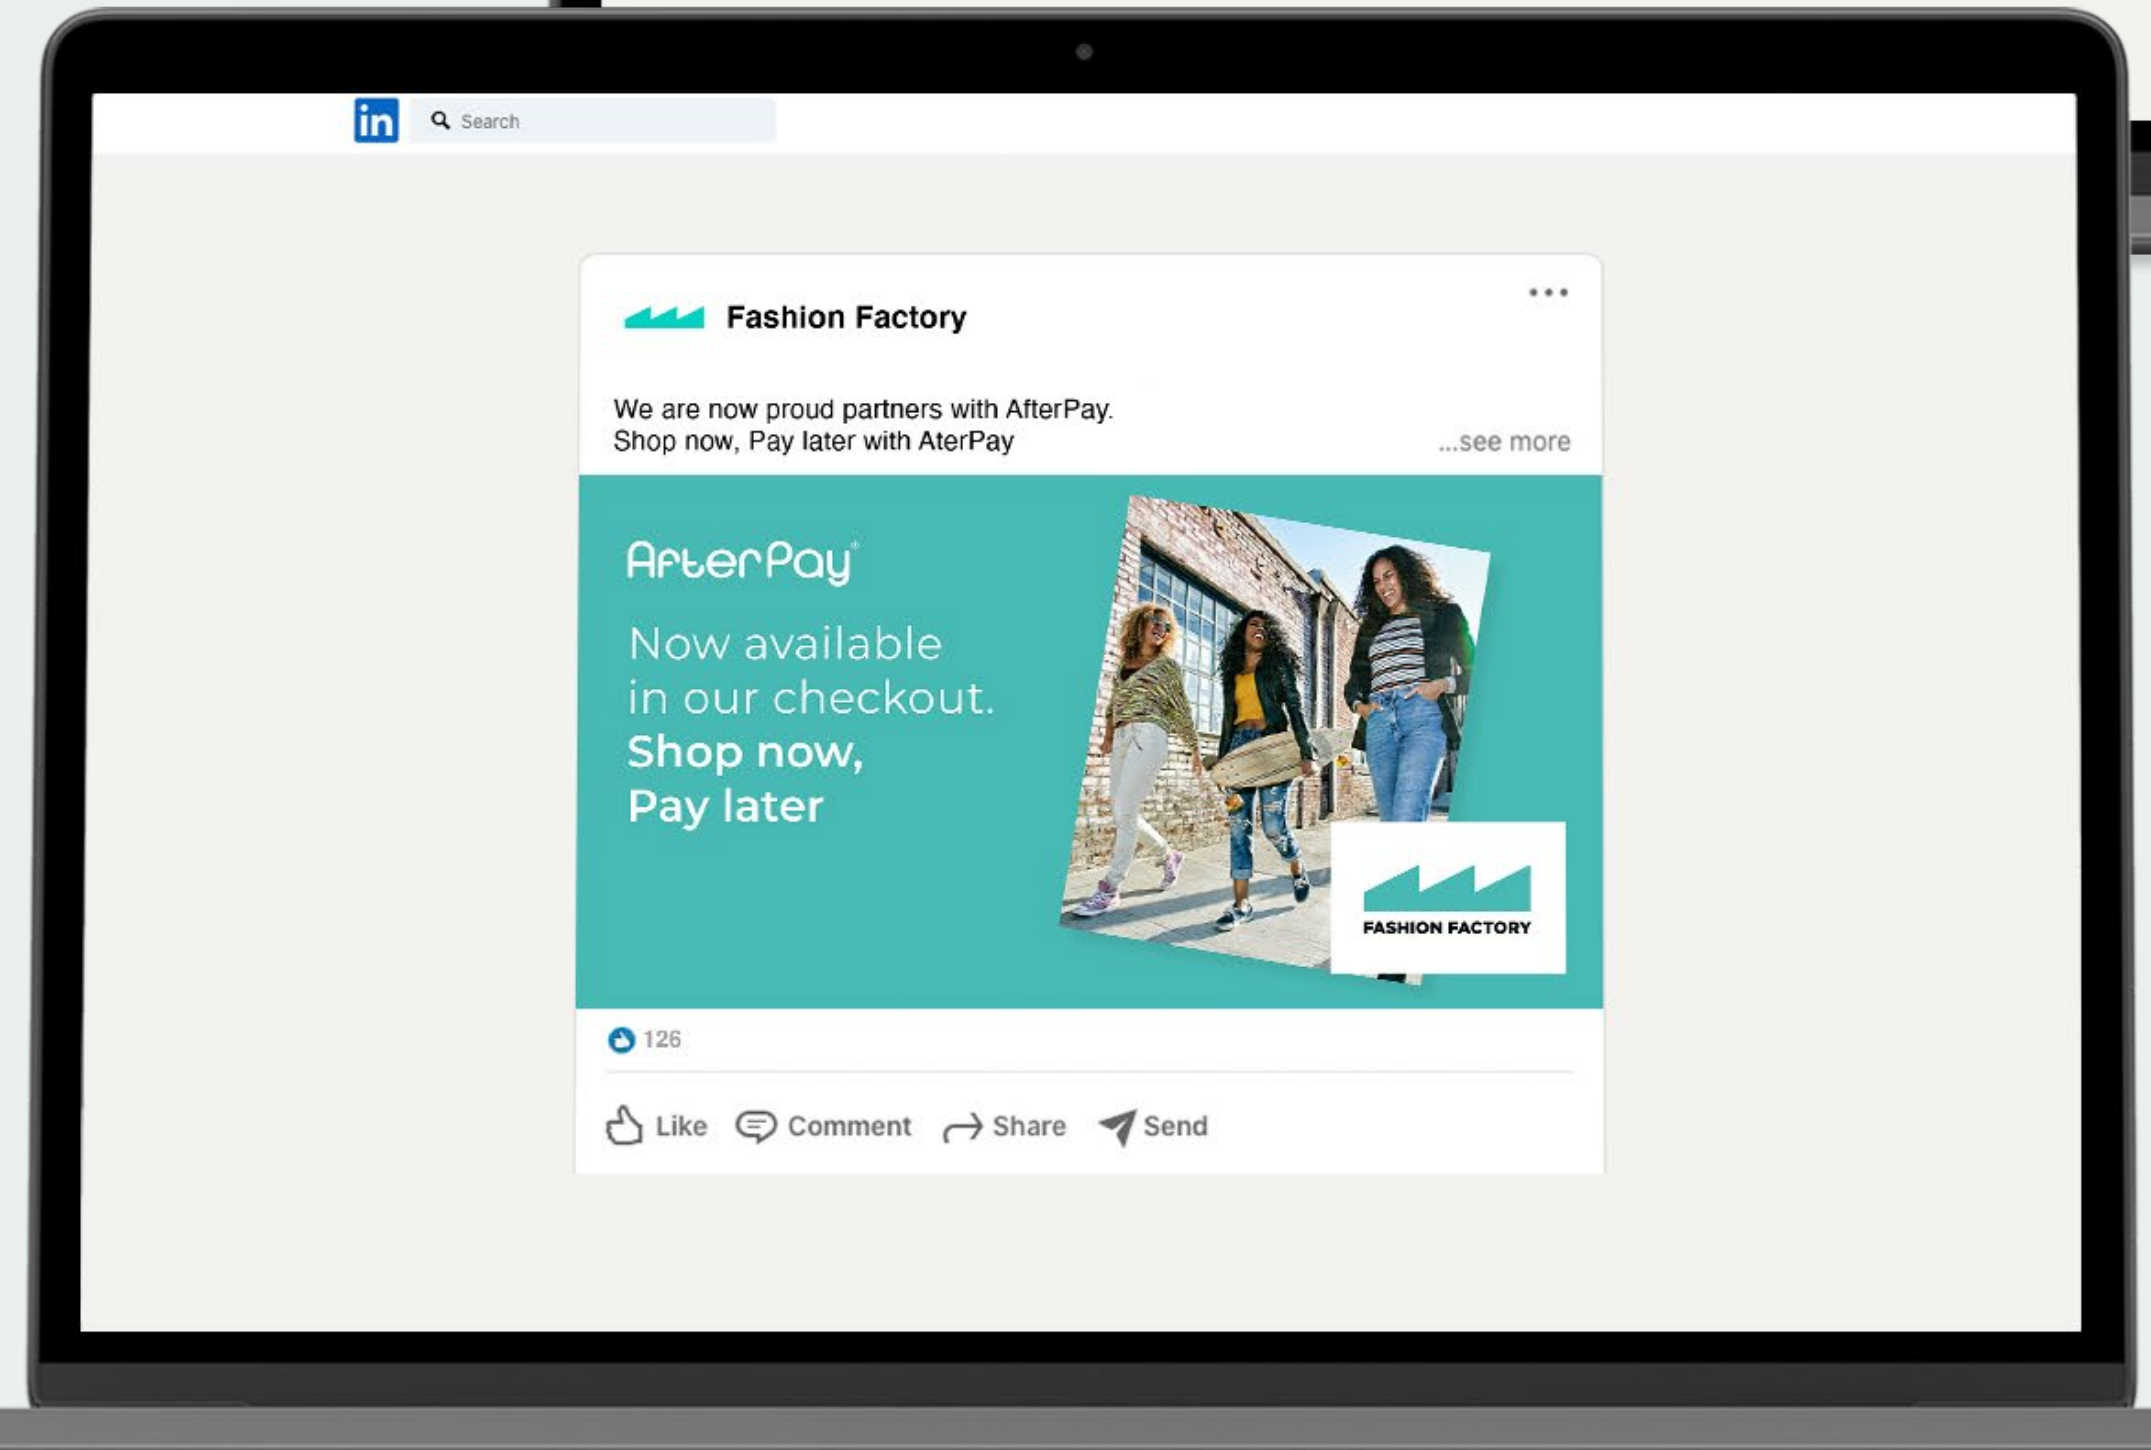 in
Search
Fashion Factory
We are now proud partners with AfterPay.
Shop now, Pay later with AterPay
...see more
AfterPay®
Now available
in our checkout.
Shop now,
Pay later
FASHION FACTORY
126
Like Comment Share Send